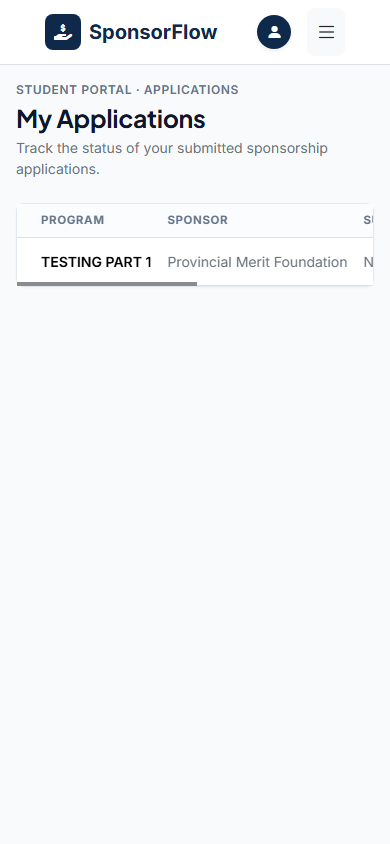 SponsorFlow
STUDENT PORTAL · APPLICATIONS
My Applications
Track the status of your submitted sponsorship
applications.
PROGRAM SPONSOR
TESTING PART 1 Provincial Merit Foundation